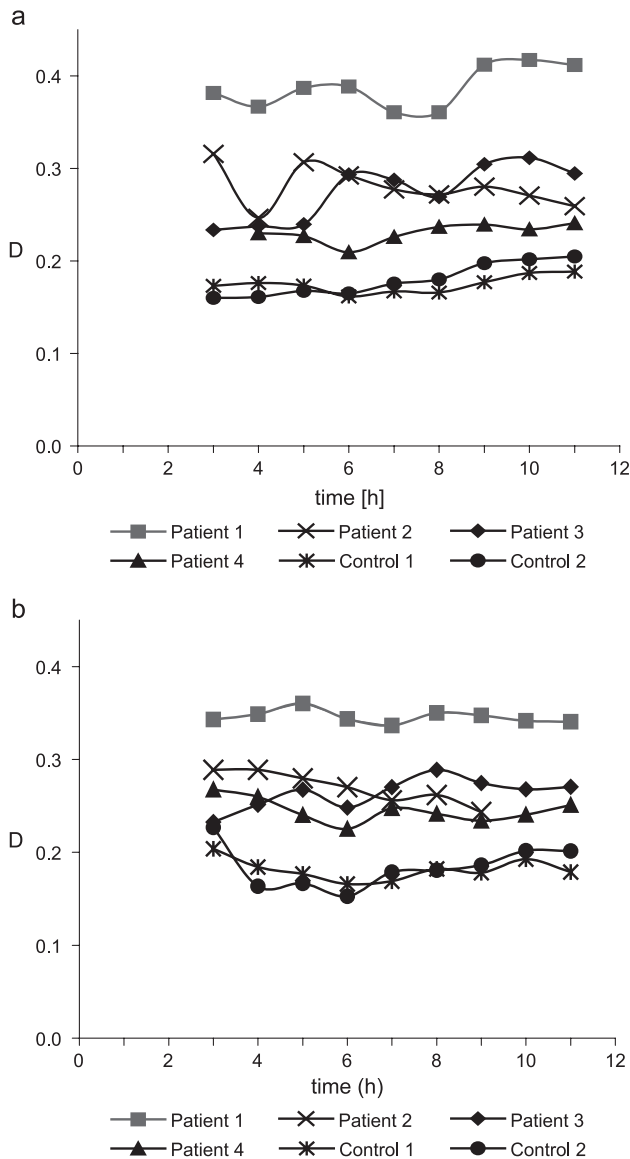 a
0.4
0.3
D
0.2
0.1
0.0
0 2 4 6 8 10 12
time [h]
Patient 1 Patient 2 Patient 3
Patient 4 Control 1 Control 2
b
0.4
0.3
D
0.2
0.1
0.0
0 2 4 6 8 10 12
time (h)
Patient 1 Patient 2 Patient 3
Patient 4 Control 1 Control 2